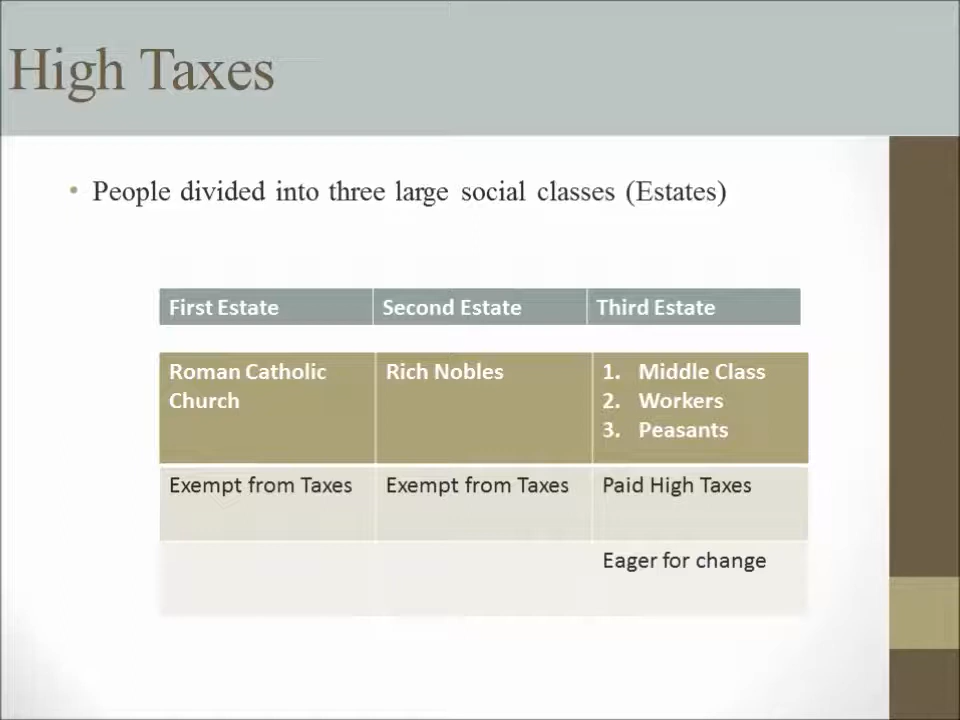 High Taxes
• People divided into three large social classes (Estates)
First Estate Second Estate Third Estate
Roman Catholic Church
Rich Nobles
1. Middle Class
2. Workers
3. Peasants
Exempt from Taxes Exempt from Taxes Paid High Taxes
Eager for change